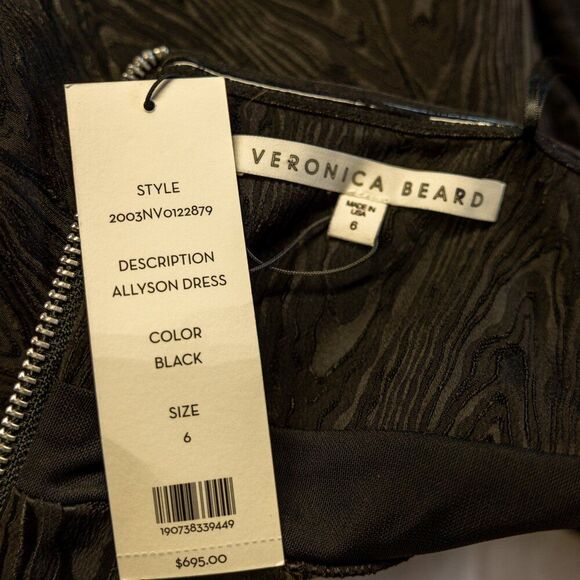 STYLE
2003NV0122879
DESCRIPTION
ALLYSON DRESS
COLOR
BLACK
SIZE
6
190738339449
$695.00
VERONICA BEARD
MADE IN
USA
6